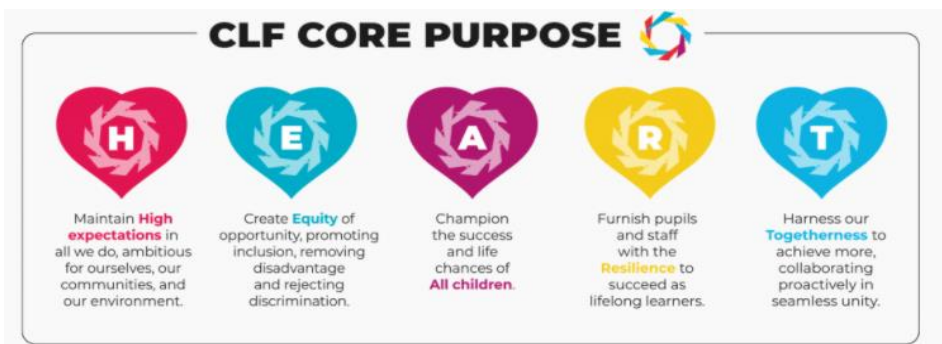 CLF CORE PURPOSE
H
Maintain High
expectations in
all we do, ambitious
for ourselves, our
communities, and
our environment.
E
Create Equity of
opportunity, promoting
inclusion, removing
disadvantage
and rejecting
discrimination.
A
Champion
the success
and life
chances of
All children.
R
Furnish pupils
and staff
with the
Resilience to
succeed as
lifelong learners.
T
Harness our
Togetherness to
achieve more,
collaborating
proactively in
seamless unity.